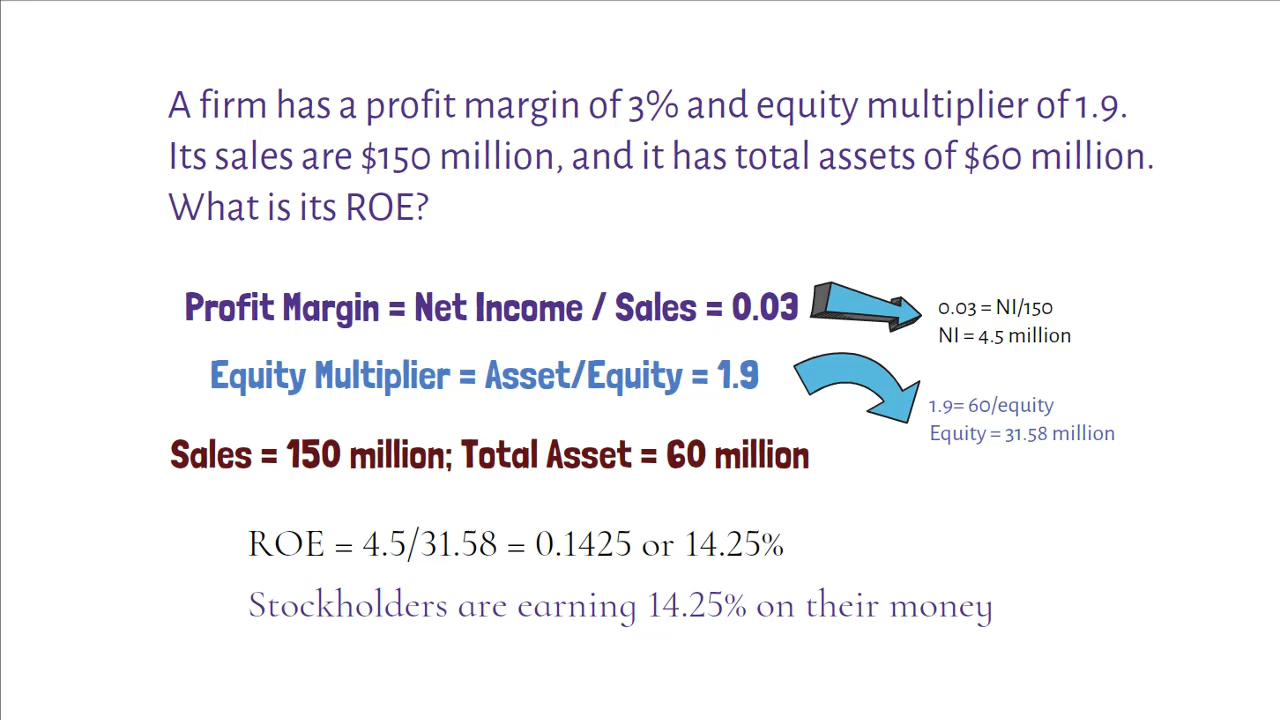 A firm has a profit margin of 3% and equity multiplier of 1.9.
Its sales are $150 million, and it has total assets of $60 million.
What is its ROE?
Profit Margin = Net Income / Sales = 0.03
0.03 = NI/150
NI = 4.5 million
Equity Multiplier = Asset/Equity = 1.9
1.9= 60/equity
Equity = 31.58 million
Sales = 150 million; Total Asset = 60 million
ROE = 4.5/31.58 = 0.1425 or 14.25%
Stockholders are earning 14.25% on their money